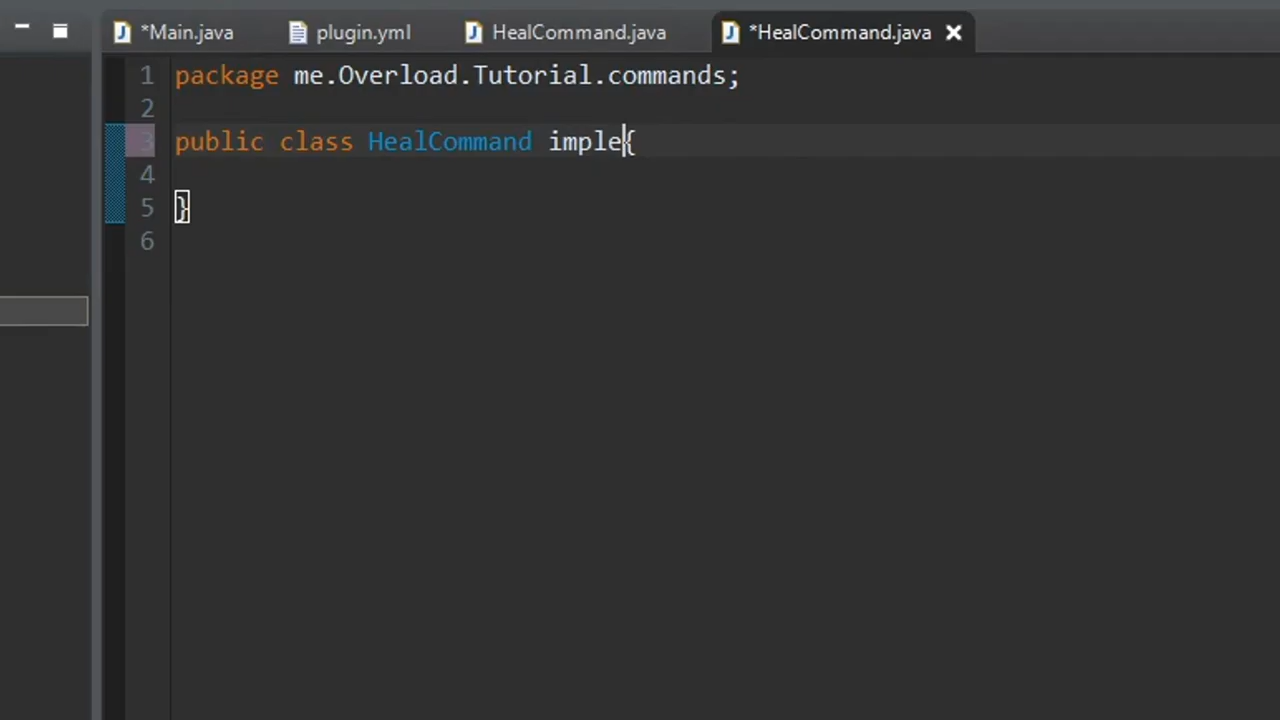 *Main.java plugin.yml HealCommand.java *HealCommand.java
1 package me.Overload.Tutorial.commands;
2
3 public class HealCommand imple{
4
5 }
6